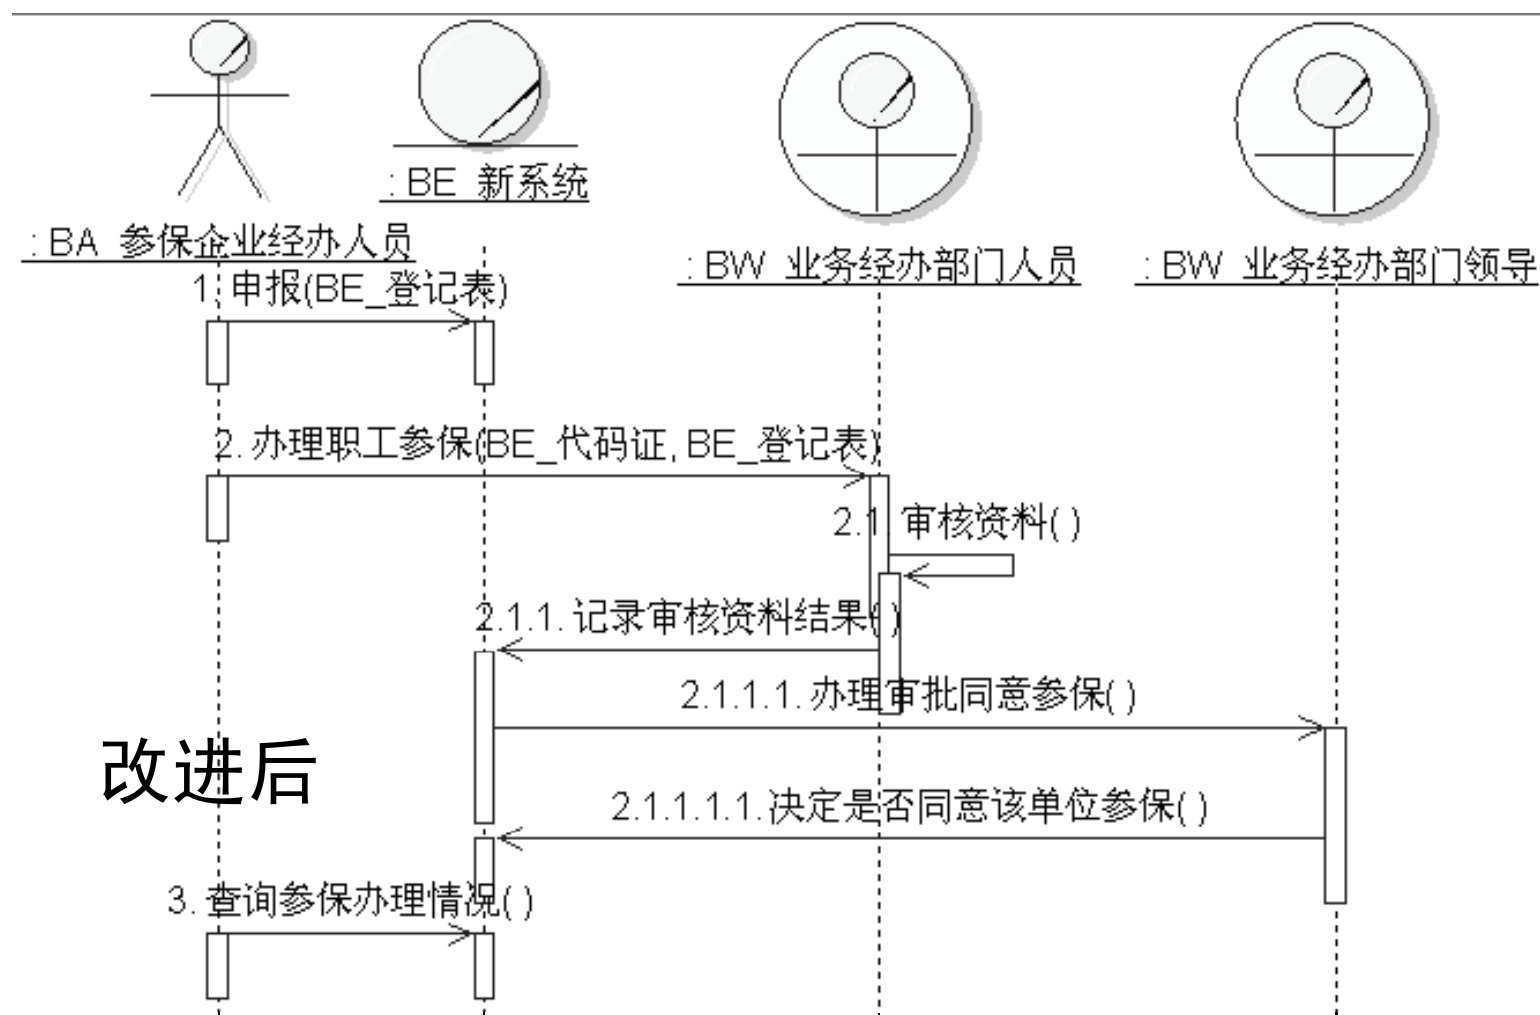 : BE 新系统
: BA 参保企业经办人员
: BW 业务经办部门人员
: BW 业务经办部门领导
1. 申报(BE_登记表)
2. 办理职工参保(BE_代码证, BE_登记表)
2.1. 审核资料( )
2.1.1. 记录审核资料结果( )
2.1.1.1. 办理审批同意参保( )
改进后
2.1.1.1.1. 决定是否同意该单位参保( )
3. 查询参保办理情况( )